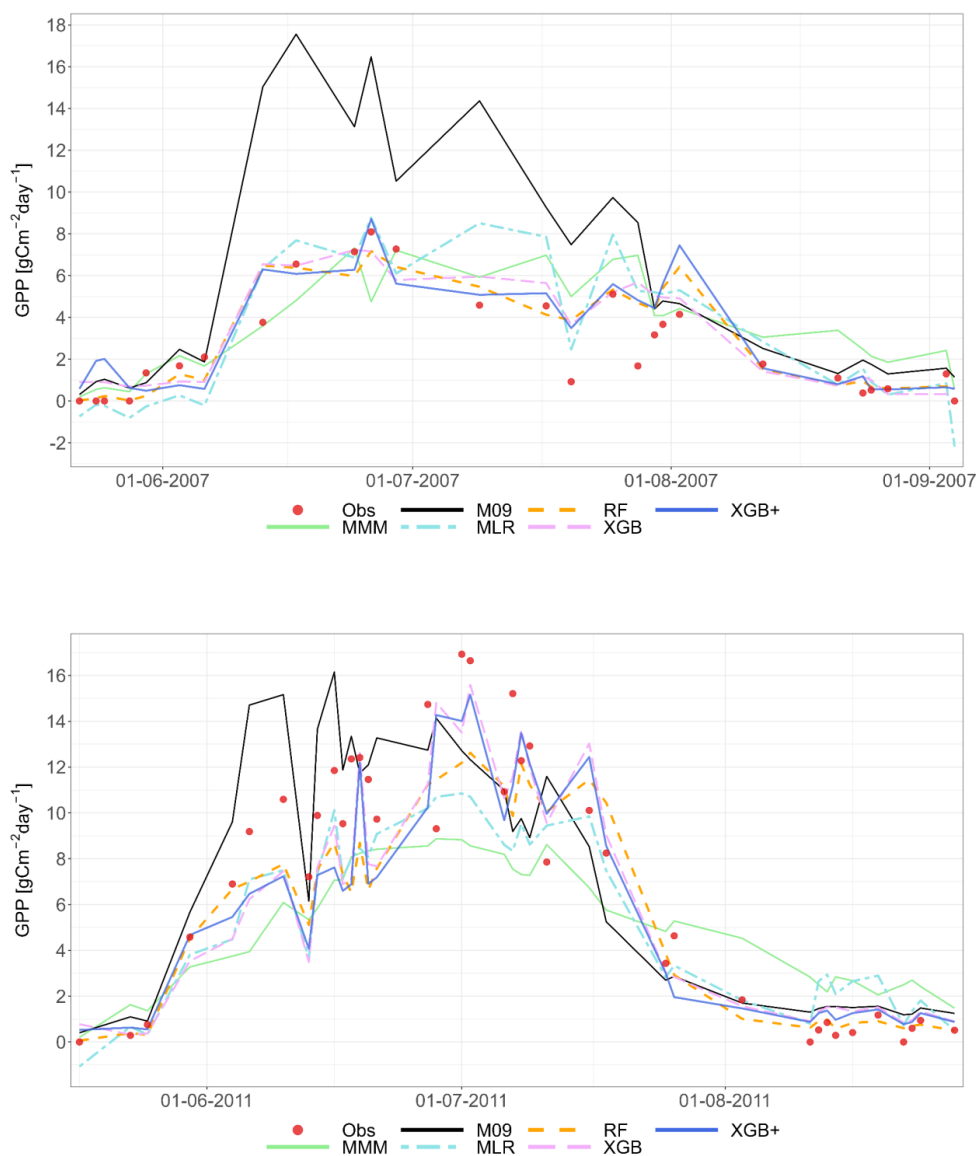 18
16
14
12
10
8
6
4
2
0
-2
GPP [gCm⁻²day⁻¹]
01-06-2007 01-07-2007 01-08-2007 01-09-2007
Obs M09 RF XGB+
MMM MLR XGB
16
14
12
10
8
6
4
2
0
GPP [gCm⁻²day⁻¹]
01-06-2011 01-07-2011 01-08-2011
Obs M09 RF XGB+
MMM MLR XGB